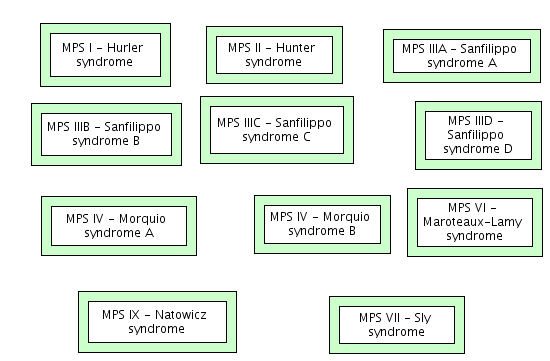 MPS I – Hurler
syndrome
MPS II – Hunter
syndrome
MPS IIIA – Sanfilippo
syndrome A
MPS IIIB – Sanfilippo
syndrome B
MPS IIIC – Sanfilippo
syndrome C
MPS IIID –
Sanfilippo
syndrome D
MPS IV – Morquio
syndrome A
MPS IV – Morquio
syndrome B
MPS VI –
Maroteaux–Lamy
syndrome
MPS IX – Natowicz
syndrome
MPS VII – Sly
syndrome